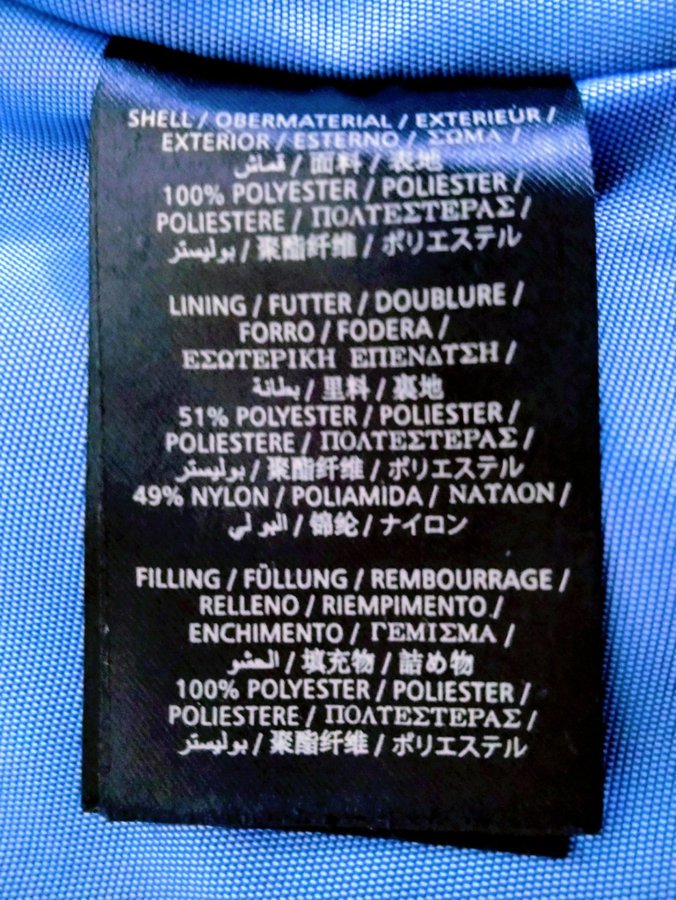 SHELL / OBERMATERIAL / EXTERIEUR /
EXTERIOR / ESTERNO / ΣΩΜΑ /
قماش / 面料 / 表地
100% POLYESTER / POLIESTER /
POLIESTERE / ΠΟΛΥΕΣΤΕΡΑΣ /
بوليستر / 聚酯纤维 / ポリエステル
LINING / FUTTER / DOUBLURE /
FORRO / FODERA /
ΕΣΩΤΕΡΙΚΗ ΕΠΕΝΔΥΣΗ /
بطانة / 里料 / 裏地
51% POLYESTER / POLIESTER /
POLIESTERE / ΠΟΛΥΕΣΤΕΡΑΣ /
بوليستر / 聚酯纤维 / ポリエステル
49% NYLON / POLIAMIDA / ΝΑΥΛΟΝ /
البولي / 锦纶 / ナイロン
FILLING / FÜLLUNG / REMBOURRAGE /
RELLENO / RIEMPIMENTO /
ENCHIMENTO / ΓΕΜΙΣΜΑ /
الحشو / 填充物 / 詰め物
100% POLYESTER / POLIESTER /
POLIESTERE / ΠΟΛΥΕΣΤΕΡΑΣ /
بوليستر / 聚酯纤维 / ポリエステル